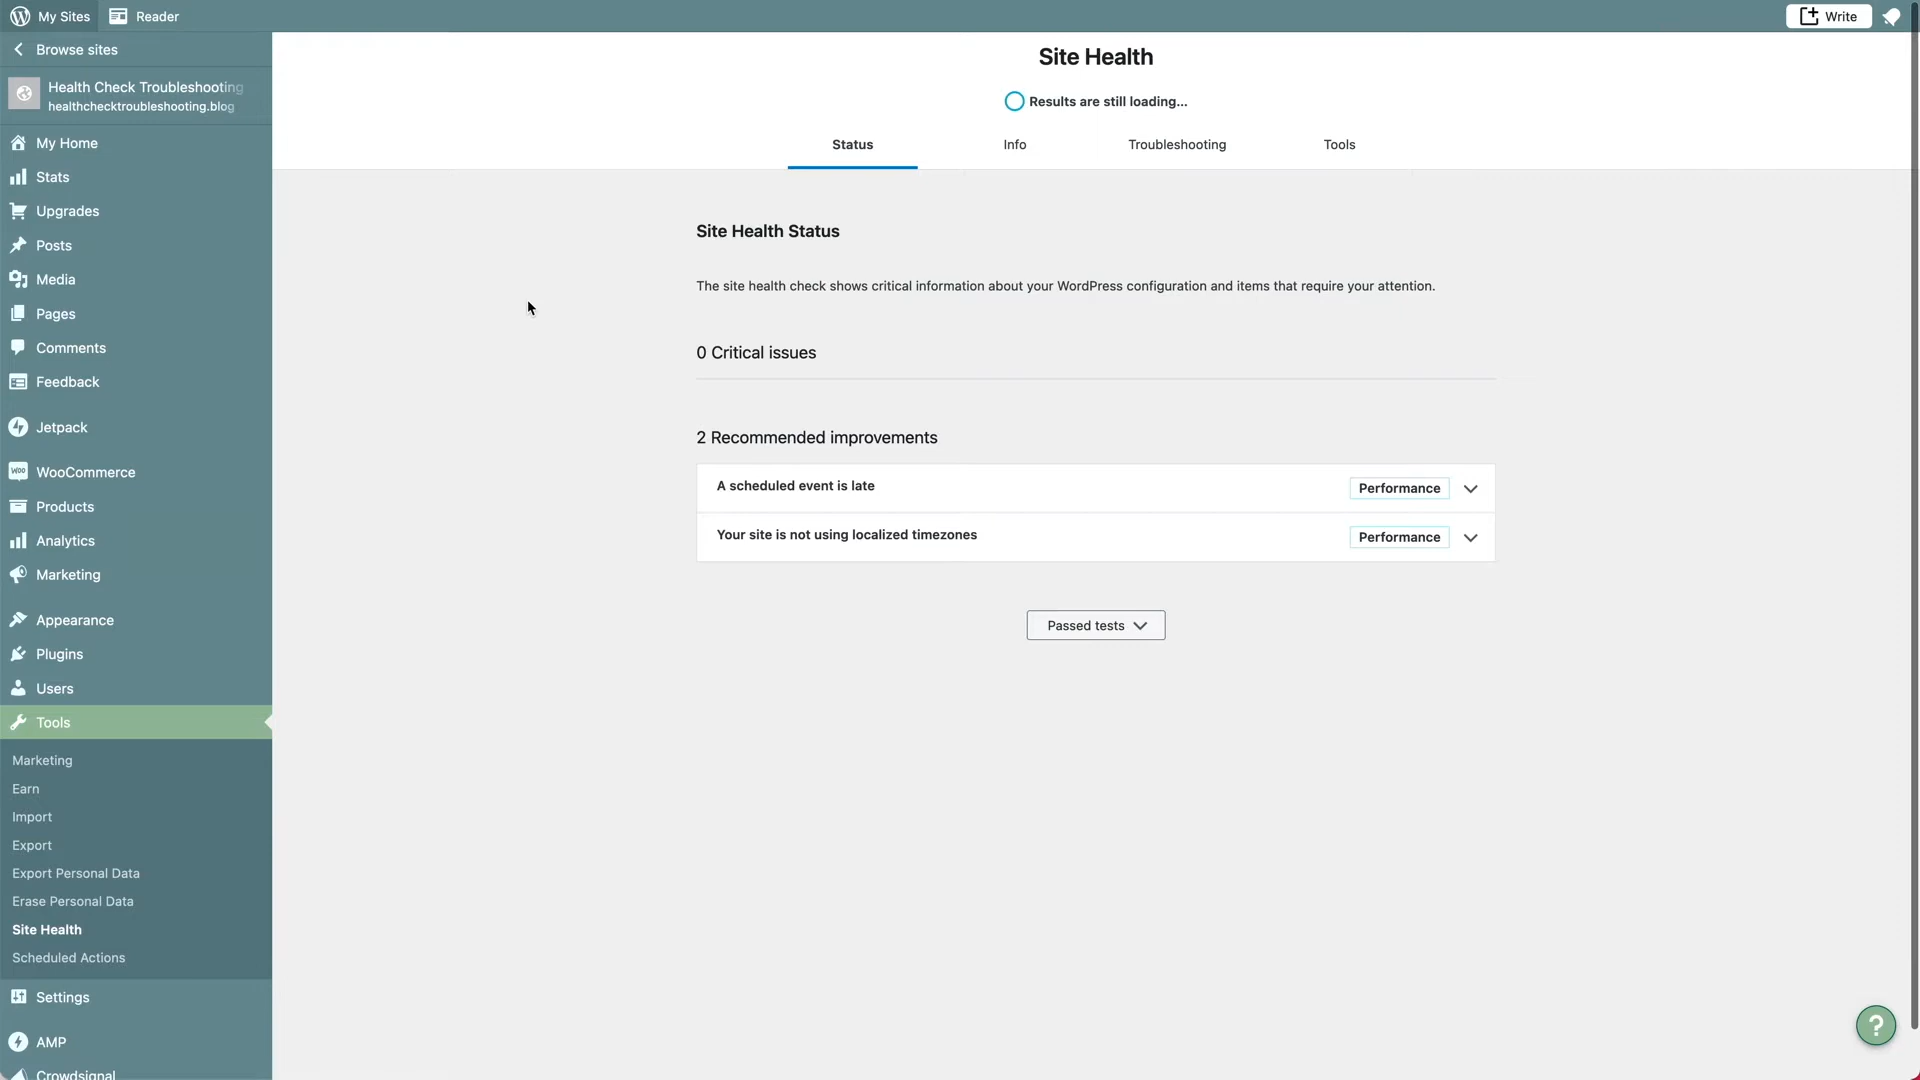 My Sites
Reader
Write
Browse sites
Health Check Troubleshooting
healthchecktroubleshooting.blog
My Home
Stats
Upgrades
Posts
Media
Pages
Comments
Feedback
Jetpack
WOO WooCommerce
Products
Analytics
Marketing
Appearance
Plugins
Users
Tools
Marketing
Earn
Import
Export
Export Personal Data
Erase Personal Data
Site Health
Scheduled Actions
Settings
AMP
Crowdsignal
Site Health
Results are still loading...
Status
Info
Troubleshooting
Tools
Site Health Status
The site health check shows critical information about your WordPress configuration and items that require your attention.
0 Critical issues
2 Recommended improvements
A scheduled event is late
Performance
Your site is not using localized timezones
Performance
Passed tests
?